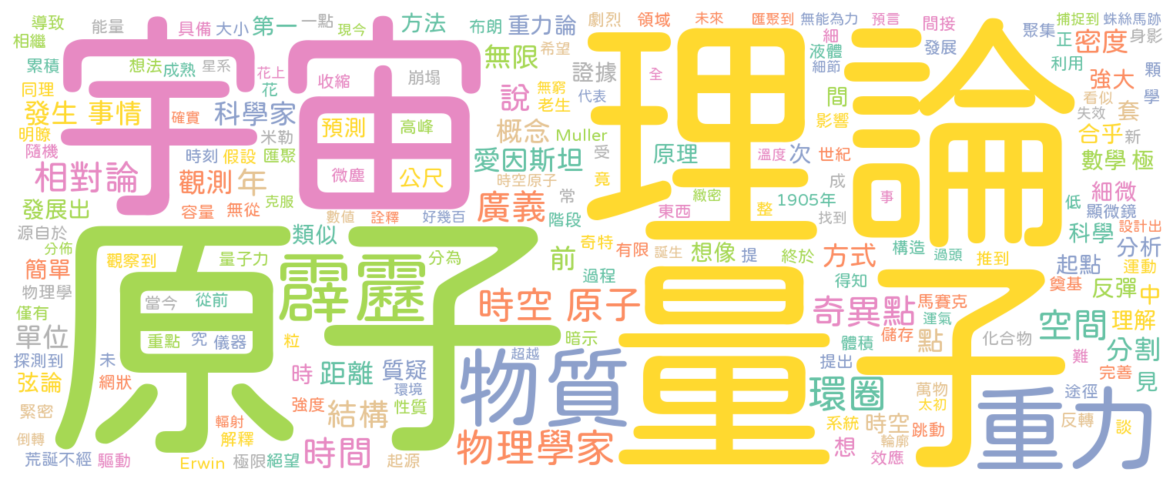 導致 能量 具備 大小 第一 一點 現今 方法 布朗 重力論 劇烈 領域 未來 匯聚到 無能為力 預言 間接 聚集 捕捉到 蛛絲馬跡
相繼 宇宙 理論 細 發展 正 密度 身影
累積 想法 成熟 星系 花上 收縮 崩塌 無限 希望 證據 全 液體 細節 利用 顆
同理 花 說 無窮 老生 代表 間 強大 學
發生 事情 確實 科學家 預測 高峰 概念 Muller 影響 看似 失效 套
明瞭 米勒 受 合乎 新
隨機 時刻 假設 匯聚 愛因斯坦 原理 溫度 次 世紀 數學 極
相對論 觀測 年 微塵 公尺 時空原子 竟 緻密 成 細微
克服 常 整 1905年 事 低
發展出 容量 無從 數值 詮釋 好幾百 廣義 階段 東西 找到 顯微鏡
源自於 類似 奇特 有限 誕生 想像 提 終於 方式 構造 過頭 科學 設計出
分佈 原子 量子 分析
簡單 觀察到 量子力 霹靂 分為 前 過程 得知 推到 起點 運動
物理學 當今 從前 時空 原子 奇異點 馬賽克 奠基 反彈 中
僅有 運氣
單位 重點 究 儀器 粒 暗示 體積 儲存 點 化合物 空間 理解
探測到 未 時 距離 質疑 超越 物質 提出 難 分割
弦論 網狀 環境 環圈 萬物 完善 見
緊密 強度 結構 性質 太初 重力 途徑
倒轉 輻射 解釋 時間 物理學家 系統 時空 跳動 反轉 談
荒誕不經 驅動 Erwin 極限 絕望 起源 想 輪廓 效應